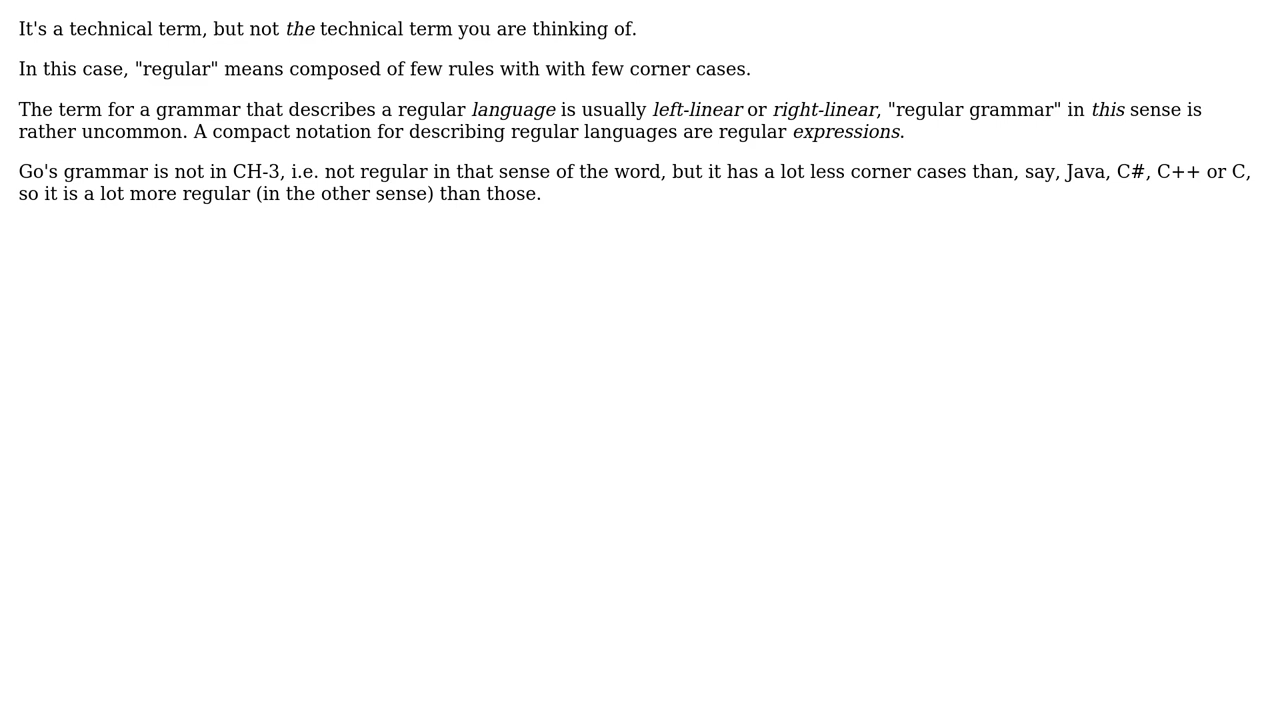 It's a technical term, but not the technical term you are thinking of.
In this case, "regular" means composed of few rules with with few corner cases.
The term for a grammar that describes a regular language is usually left-linear or right-linear, "regular grammar" in this sense is
rather uncommon. A compact notation for describing regular languages are regular expressions.
Go's grammar is not in CH-3, i.e. not regular in that sense of the word, but it has a lot less corner cases than, say, Java, C#, C++ or C,
so it is a lot more regular (in the other sense) than those.